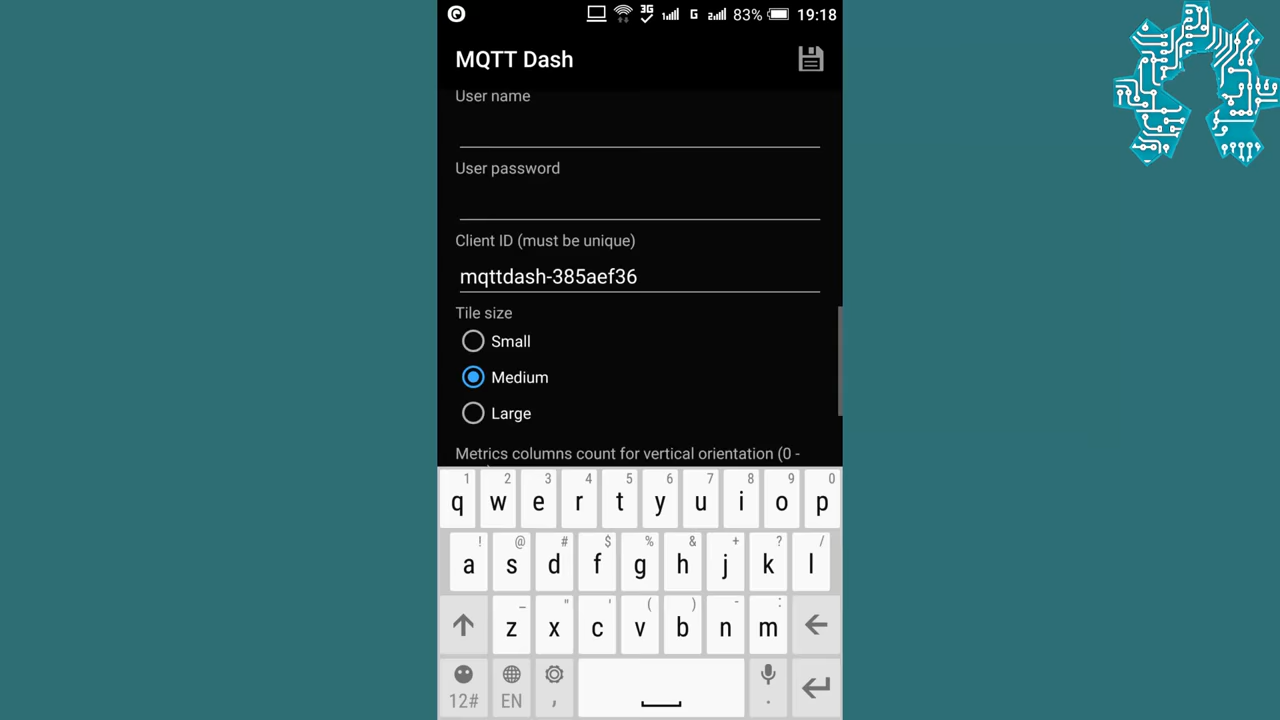 3G G 83% 19:18
MQTT Dash
User name
User password
Client ID (must be unique)
mqttdash-385aef36
Tile size
Small
Medium
Large
Metrics columns count for vertical orientation (0 -
1 2 3 4 5 6 7 8 9 0
q w e r t y u i o p
! @ # $ % & + ? /
a s d f g h j k l
_ " ' ( ) - :
z x c v b n m
12# EN , .